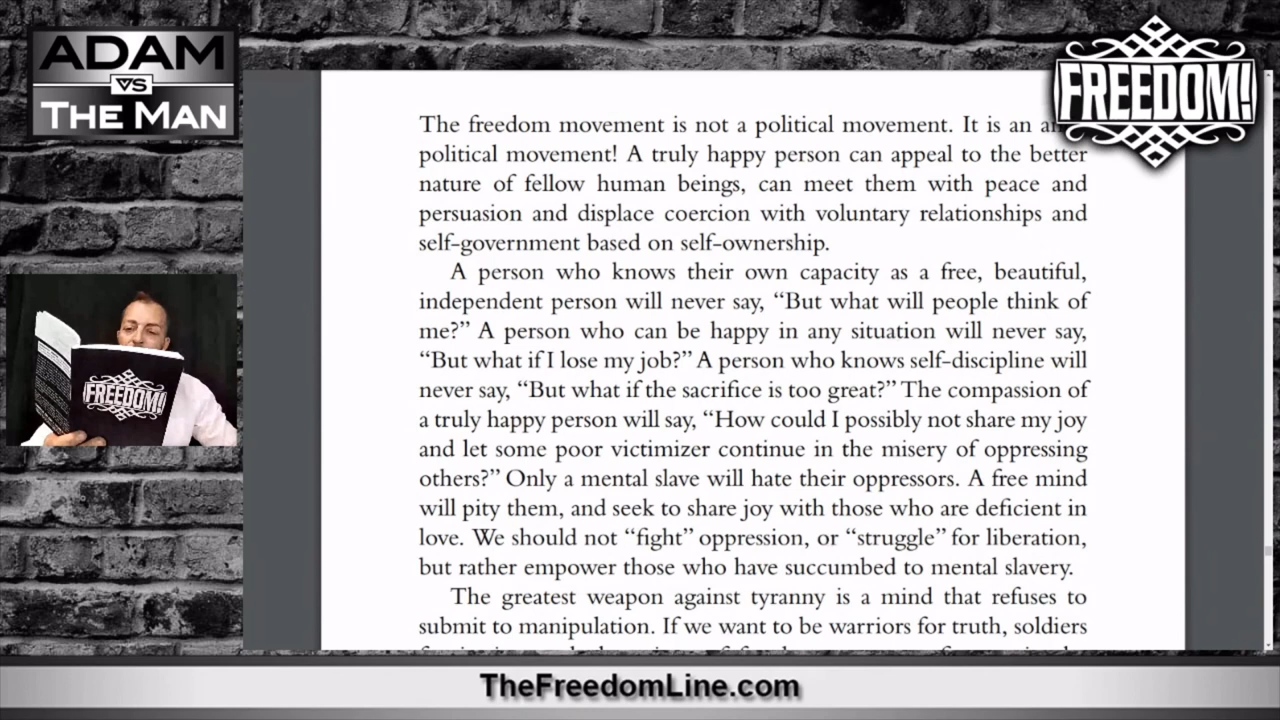 ADAM
VS
THE MAN
FREEDOM!
The freedom movement is not a political movement. It is an
political movement! A truly happy person can appeal to the better
nature of fellow human beings, can meet them with peace and
persuasion and displace coercion with voluntary relationships and
self-government based on self-ownership.
A person who knows their own capacity as a free, beautiful,
independent person will never say, “But what will people think of
me?” A person who can be happy in any situation will never say,
“But what if I lose my job?” A person who knows self-discipline will
never say, “But what if the sacrifice is too great?” The compassion of
a truly happy person will say, “How could I possibly not share my joy
and let some poor victimizer continue in the misery of oppressing
others?” Only a mental slave will hate their oppressors. A free mind
will pity them, and seek to share joy with those who are deficient in
love. We should not “fight” oppression, or “struggle” for liberation,
but rather empower those who have succumbed to mental slavery.
The greatest weapon against tyranny is a mind that refuses to
submit to manipulation. If we want to be warriors for truth, soldiers
FREEDOM!
TheFreedomLine.com